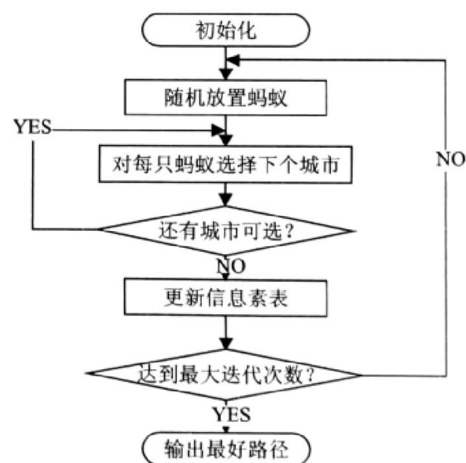 初始化
随机放置蚂蚁
YES
对每只蚂蚁选择下个城市
NO
还有城市可选？
NO
更新信息素表
达到最大迭代次数？
YES
输出最好路径